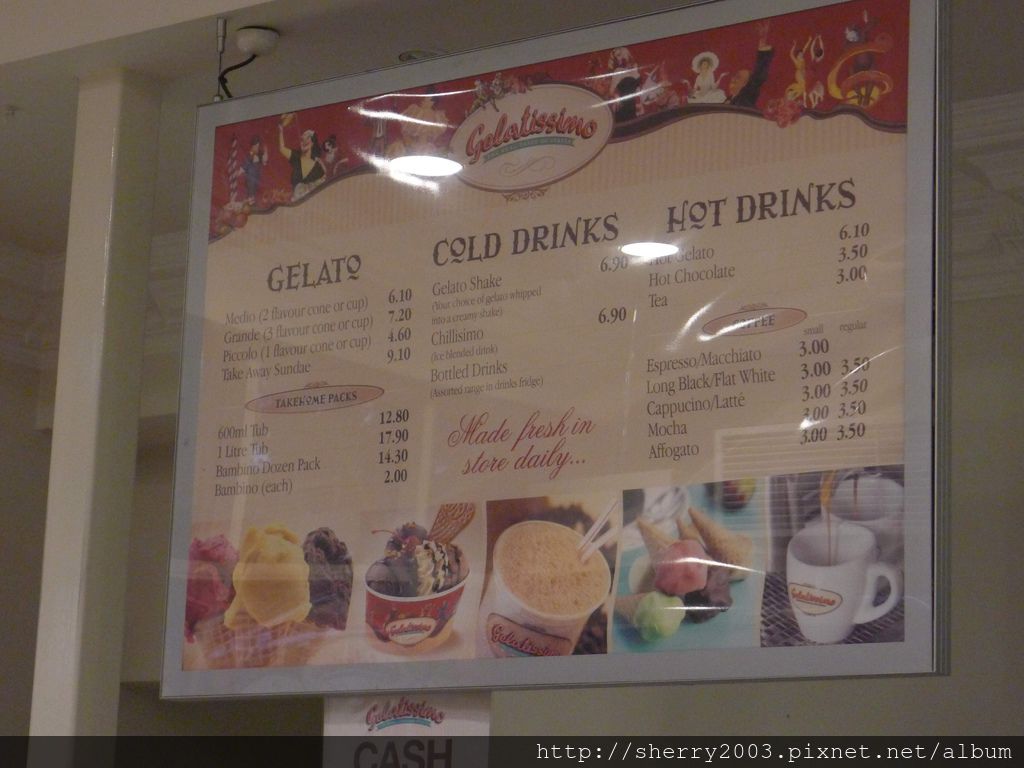 Gelatissimo
GELATO
Medio (2 flavour cone or cup) 6.10
Grande (3 flavour cone or cup) 7.20
Piccolo (1 flavour cone or cup) 4.60
Take Away Sundae 9.10
TAKEHOME PACKS
600ml Tub 12.80
1 Litre Tub 17.90
Bambino Dozen Pack 14.30
Bambino (each) 2.00
COLD DRINKS
Gelato Shake 6.90
(Your choice of gelato whipped
into a creamy shake)
Chillisimo 6.90
(Ice blended drink)
Bottled Drinks
(Assorted range in drinks fridge)
Made fresh in
store daily...
HOT DRINKS
Hot Gelato 6.10
Hot Chocolate 3.50
Tea 3.00
COFFEE
small regular
Espresso/Macchiato 3.00
Long Black/Flat White 3.00 3.50
Cappucino/Latte 3.00 3.50
Mocha 3.00 3.50
Affogato 3.00 3.50
Gelatissimo
Gelatissimo
Gelatissimo
Gelatissimo
CASH
http://sherry2003.pixnet.net/album